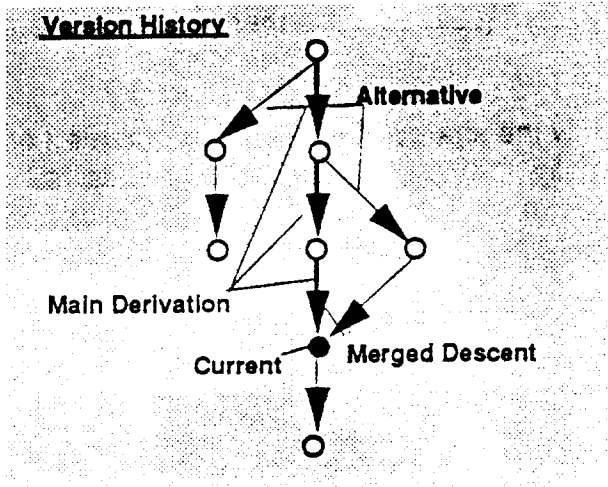 Version History
Alternative
Main Derivation
Current
Merged Descent